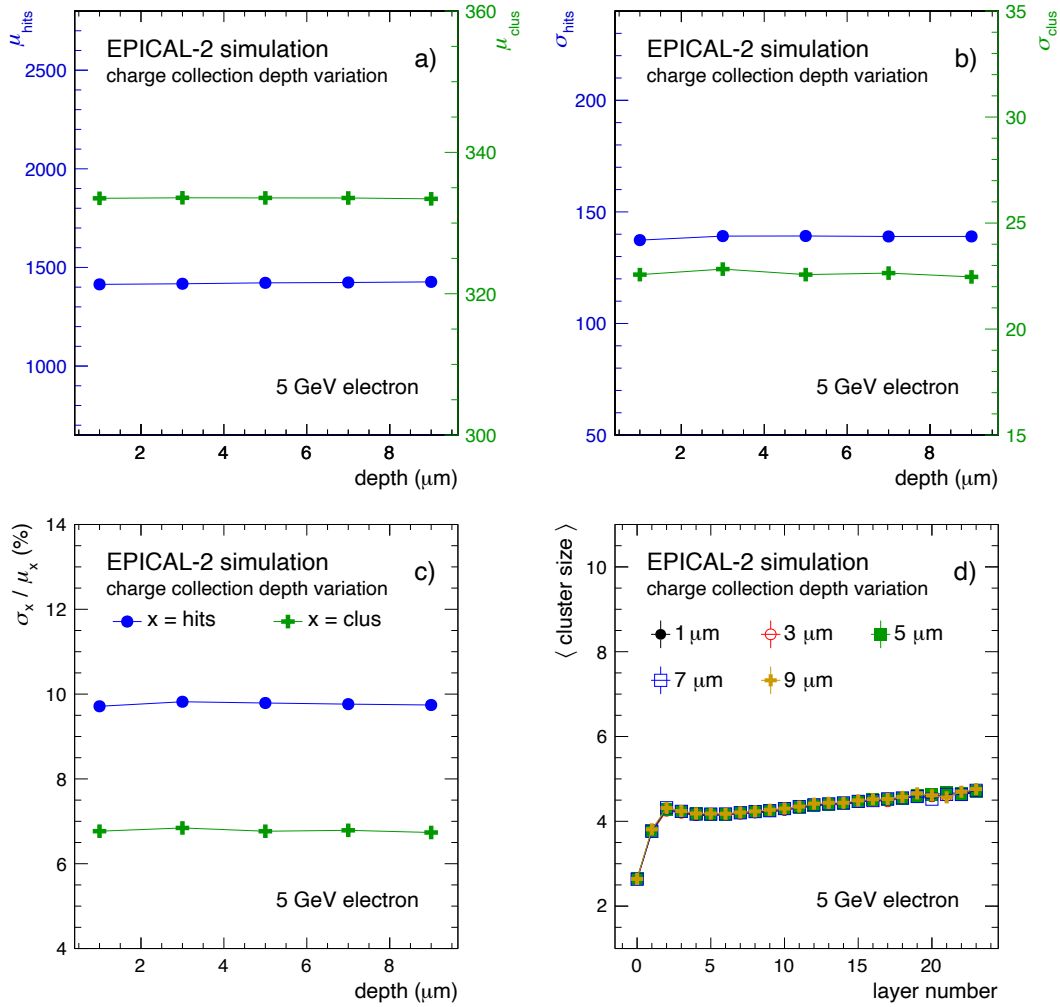 μhits
2500
2000
1500
1000
EPICAL-2 simulation
charge collection depth variation
a)
5 GeV electron
360
340
320
300
μclus
2 4 6 8
depth (μm)
σhits
200
150
100
50
EPICAL-2 simulation
charge collection depth variation
b)
5 GeV electron
35
30
25
20
15
σclus
2 4 6 8
depth (μm)
σx / μx (%)
14
12
10
8
6
4
EPICAL-2 simulation
charge collection depth variation
c)
x = hits x = clus
5 GeV electron
2 4 6 8
depth (μm)
⟨ cluster size ⟩
10
8
6
4
2
EPICAL-2 simulation
charge collection depth variation
d)
1 μm 3 μm 5 μm
7 μm 9 μm
5 GeV electron
0 5 10 15 20
layer number